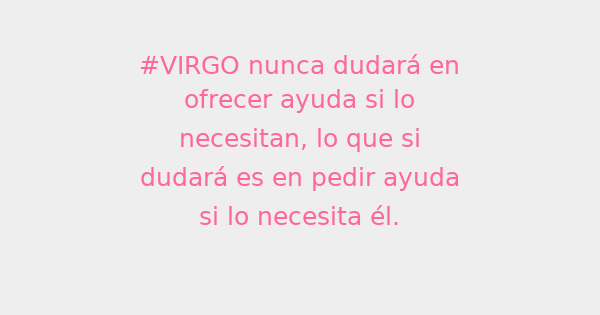 #VIRGO nunca dudará en
ofrecer ayuda si lo
necesitan, lo que si
dudará es en pedir ayuda
si lo necesita él.